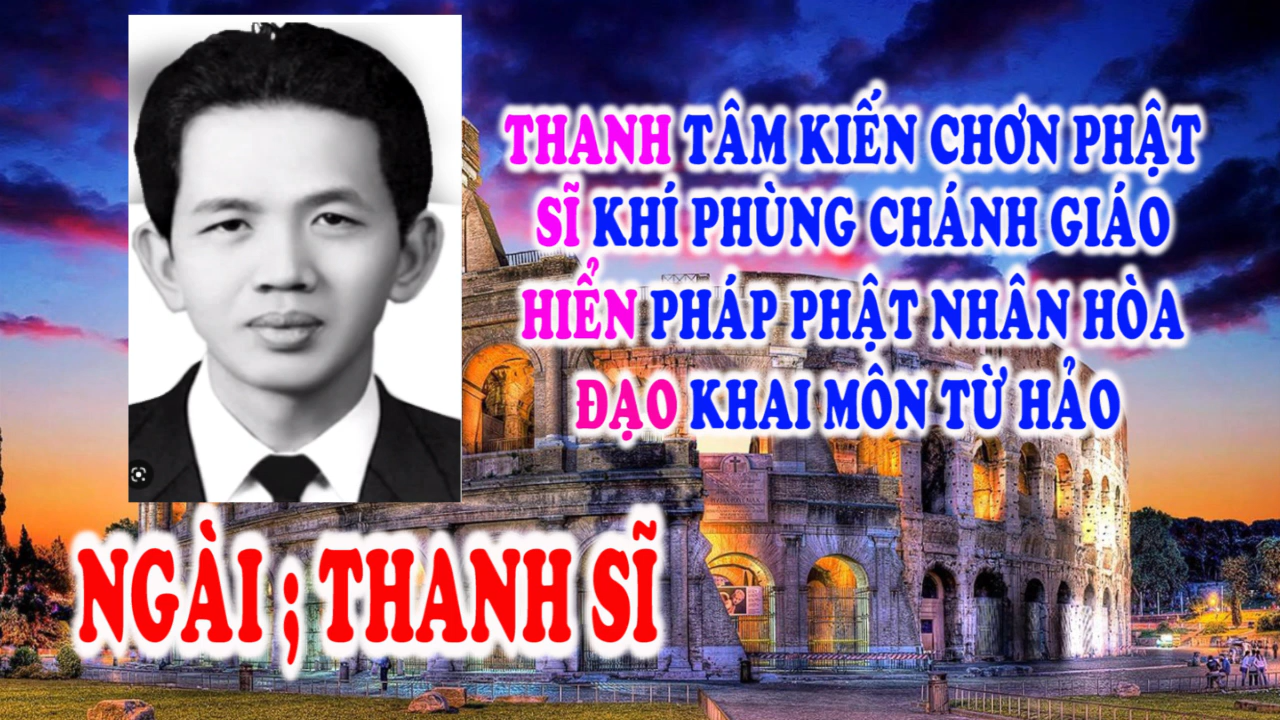 THANH TÂM KIẾN CHƠN PHẬT
SĨ KHÍ PHÙNG CHÁNH GIÁO
HIỂN PHÁP PHẬT NHÂN HÒA
ĐẠO KHAI MÔN TỪ HẢO
NGÀI ; THANH SĨ